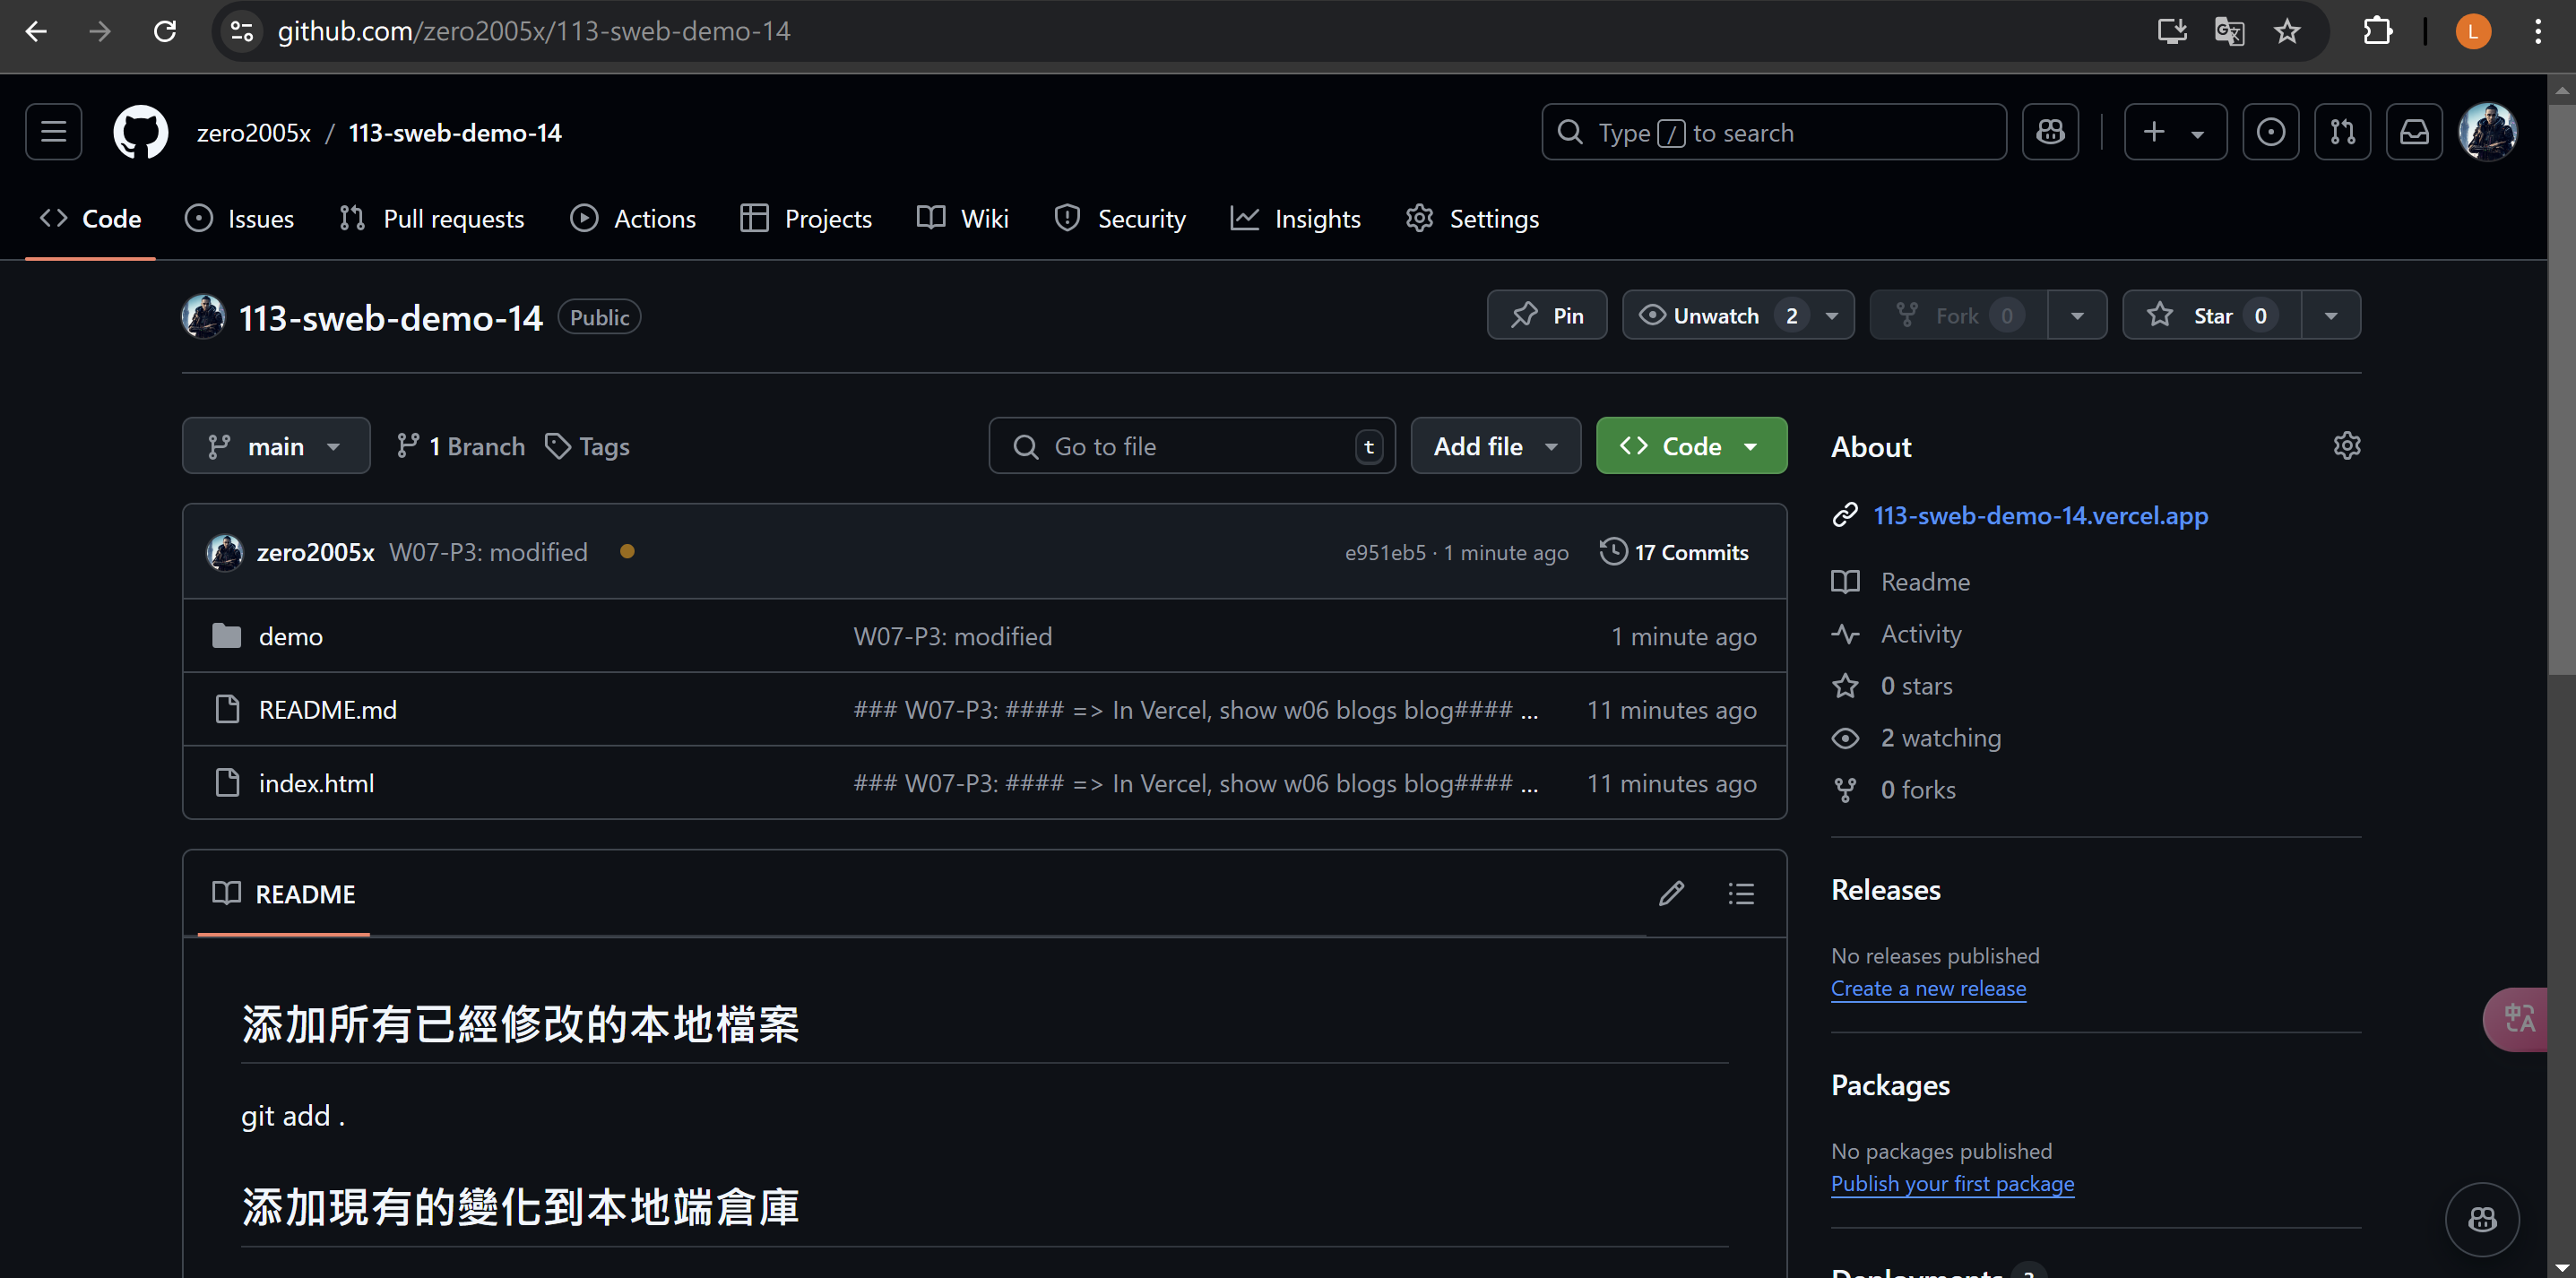 github.com/zero2005x/113-sweb-demo-14
L
zero2005x / 113-sweb-demo-14
Type / to search
Code Issues Pull requests Actions Projects Wiki Security Insights Settings
113-sweb-demo-14 Public
Pin Unwatch 2 Fork 0 Star 0
main 1 Branch Tags
Go to file t Add file Code
zero2005x W07-P3: modified e951eb5 · 1 minute ago 17 Commits
demo W07-P3: modified 1 minute ago
README.md ### W07-P3: #### => In Vercel, show w06 blogs blog#### ... 11 minutes ago
index.html ### W07-P3: #### => In Vercel, show w06 blogs blog#### ... 11 minutes ago
README
添加所有已經修改的本地檔案
git add .
添加現有的變化到本地端倉庫
About
113-sweb-demo-14.vercel.app
Readme
Activity
0 stars
2 watching
0 forks
Releases
No releases published
Create a new release
Packages
No packages published
Publish your first package
Deployments
中A